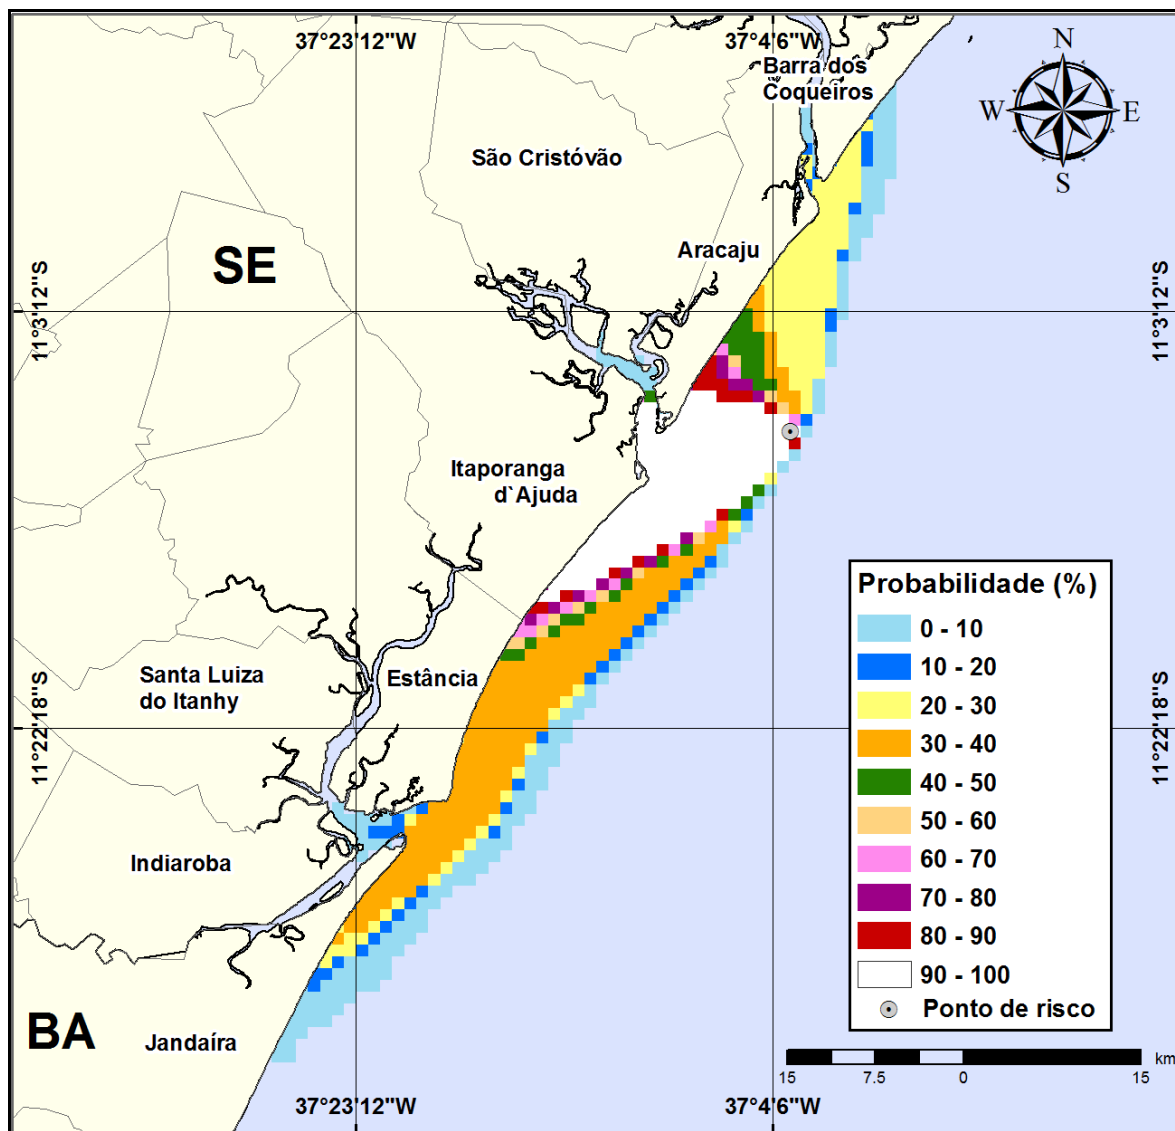 37°23'12"W
37°4'6"W
Barra dos
Coqueiros
N
W
E
S
São Cristóvão
SE
Aracaju
11°3'12"S
11°3'12"S
Itaporanga
d`Ajuda
Probabilidade (%)
0 - 10
10 - 20
20 - 30
30 - 40
40 - 50
50 - 60
60 - 70
70 - 80
80 - 90
90 - 100
Ponto de risco
Santa Luiza
do Itanhy
Estância
11°22'18"S
11°22'18"S
Indiaroba
BA
Jandaíra
15
7.5
0
15
km
37°23'12"W
37°4'6"W